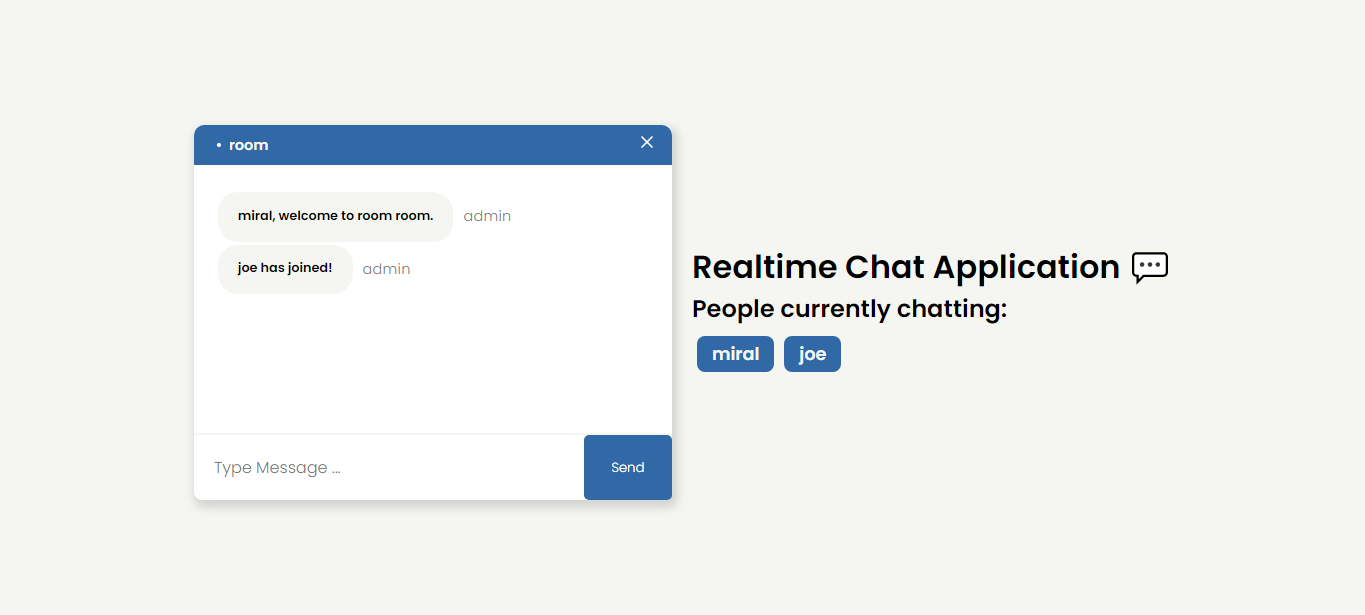 • room
miral, welcome to room room. admin
joe has joined! admin
Type Message ...
Send
Realtime Chat Application 💬
People currently chatting:
miral joe